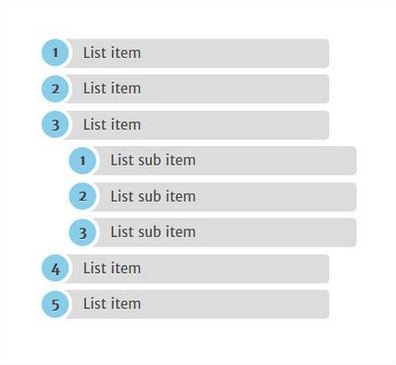 1 List item
2 List item
3 List item
1 List sub item
2 List sub item
3 List sub item
4 List item
5 List item